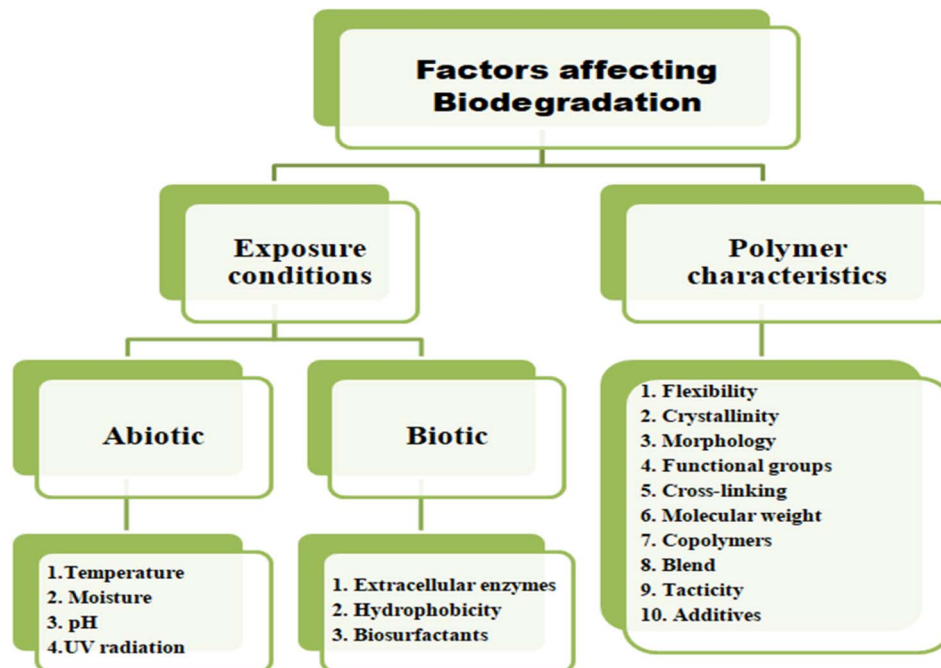 Factors affecting
Biodegradation
Exposure
conditions
Polymer
characteristics
Abiotic
Biotic
1.Temperature
2. Moisture
3. pH
4.UV radiation
1. Extracellular enzymes
2. Hydrophobicity
3. Biosurfactants
1. Flexibility
2. Crystallinity
3. Morphology
4. Functional groups
5. Cross-linking
6. Molecular weight
7. Copolymers
8. Blend
9. Tacticity
10. Additives